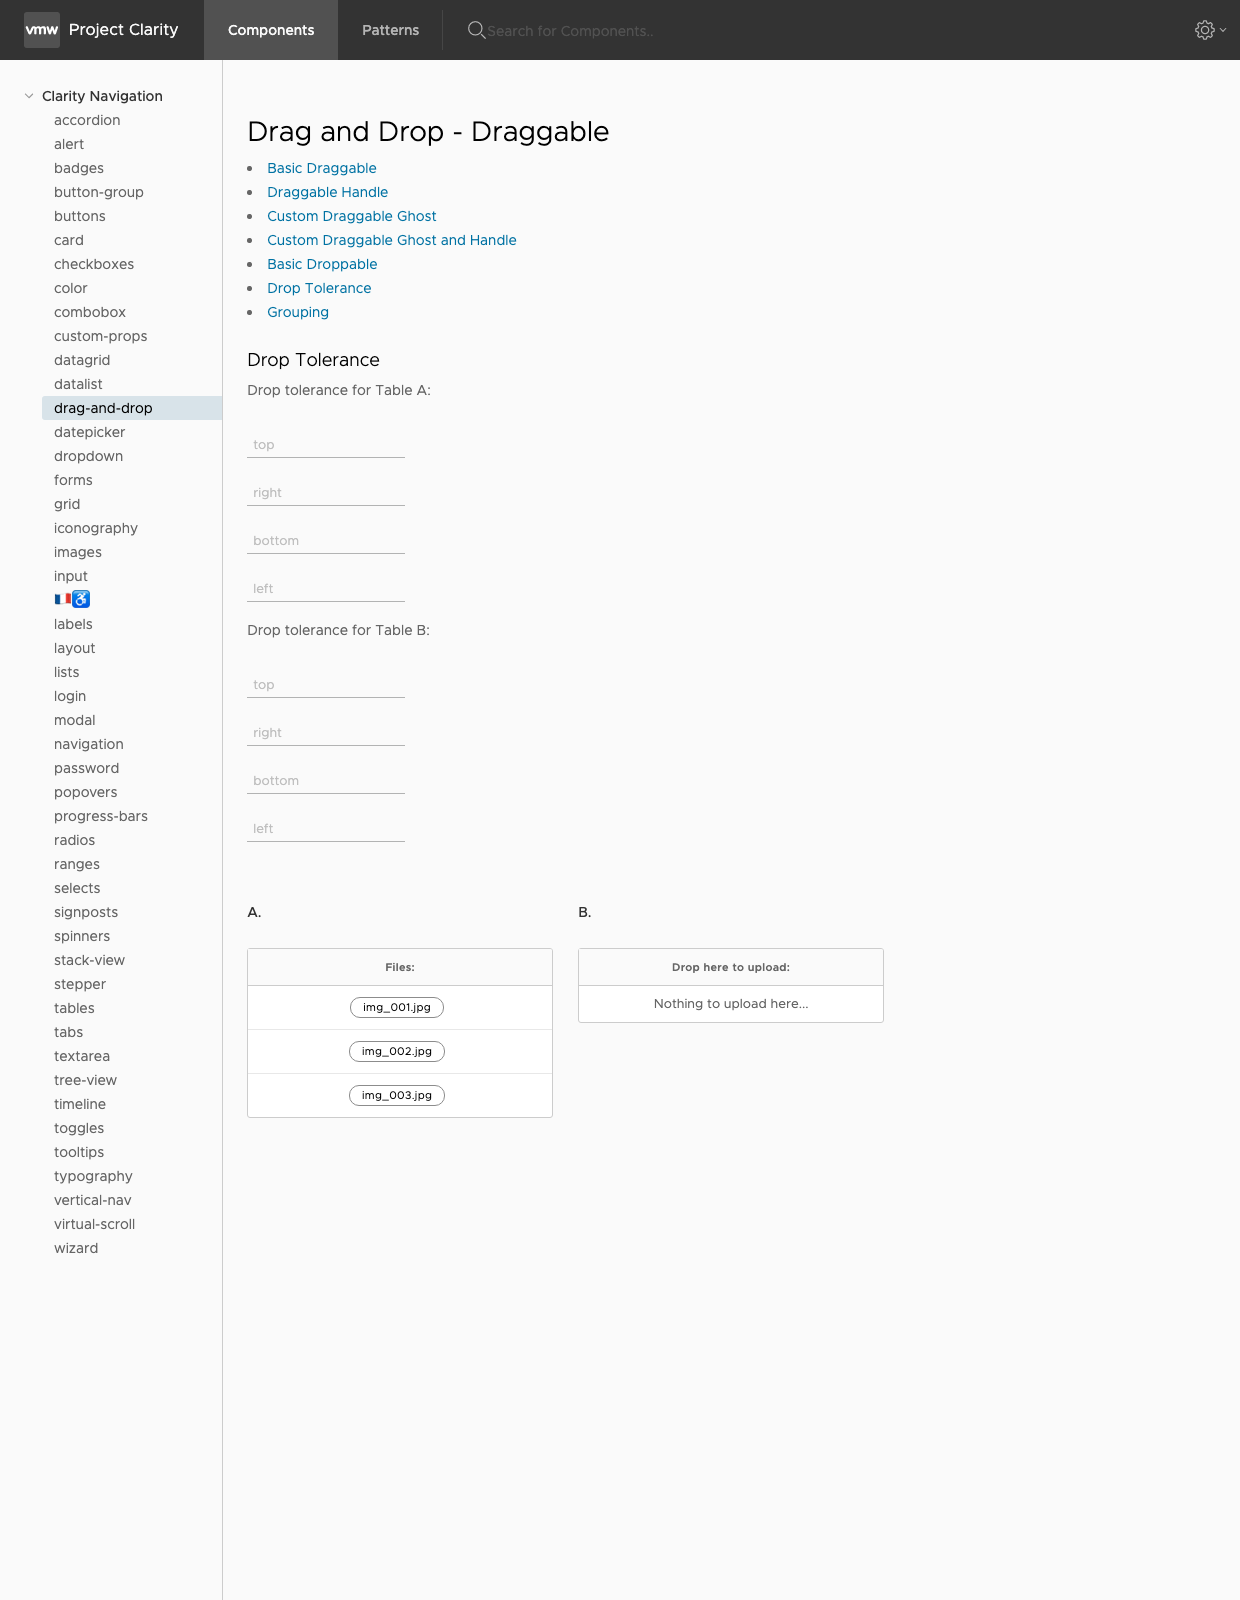 vmw Project Clarity Components Patterns Search for Components..
Clarity Navigation
accordion
alert
badges
button-group
buttons
card
checkboxes
color
combobox
custom-props
datagrid
datalist
drag-and-drop
datepicker
dropdown
forms
grid
iconography
images
input
🇫🇷♿
labels
layout
lists
login
modal
navigation
password
popovers
progress-bars
radios
ranges
selects
signposts
spinners
stack-view
stepper
tables
tabs
textarea
tree-view
timeline
toggles
tooltips
typography
vertical-nav
virtual-scroll
wizard
Drag and Drop - Draggable
• Basic Draggable
• Draggable Handle
• Custom Draggable Ghost
• Custom Draggable Ghost and Handle
• Basic Droppable
• Drop Tolerance
• Grouping
Drop Tolerance
Drop tolerance for Table A:
top
right
bottom
left
Drop tolerance for Table B:
top
right
bottom
left
A.
Files:
img_001.jpg
img_002.jpg
img_003.jpg
B.
Drop here to upload:
Nothing to upload here...